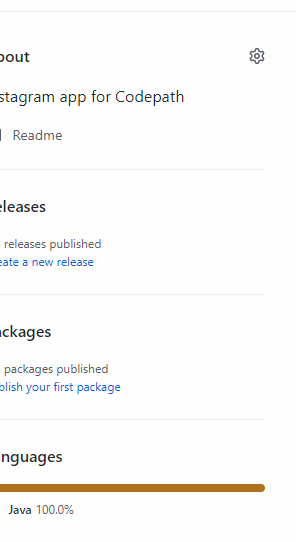 bout
stagram app for Codepath
Readme
eleases
releases published
eate a new release
ackages
packages published
blish your first package
nguages
Java 100.0%